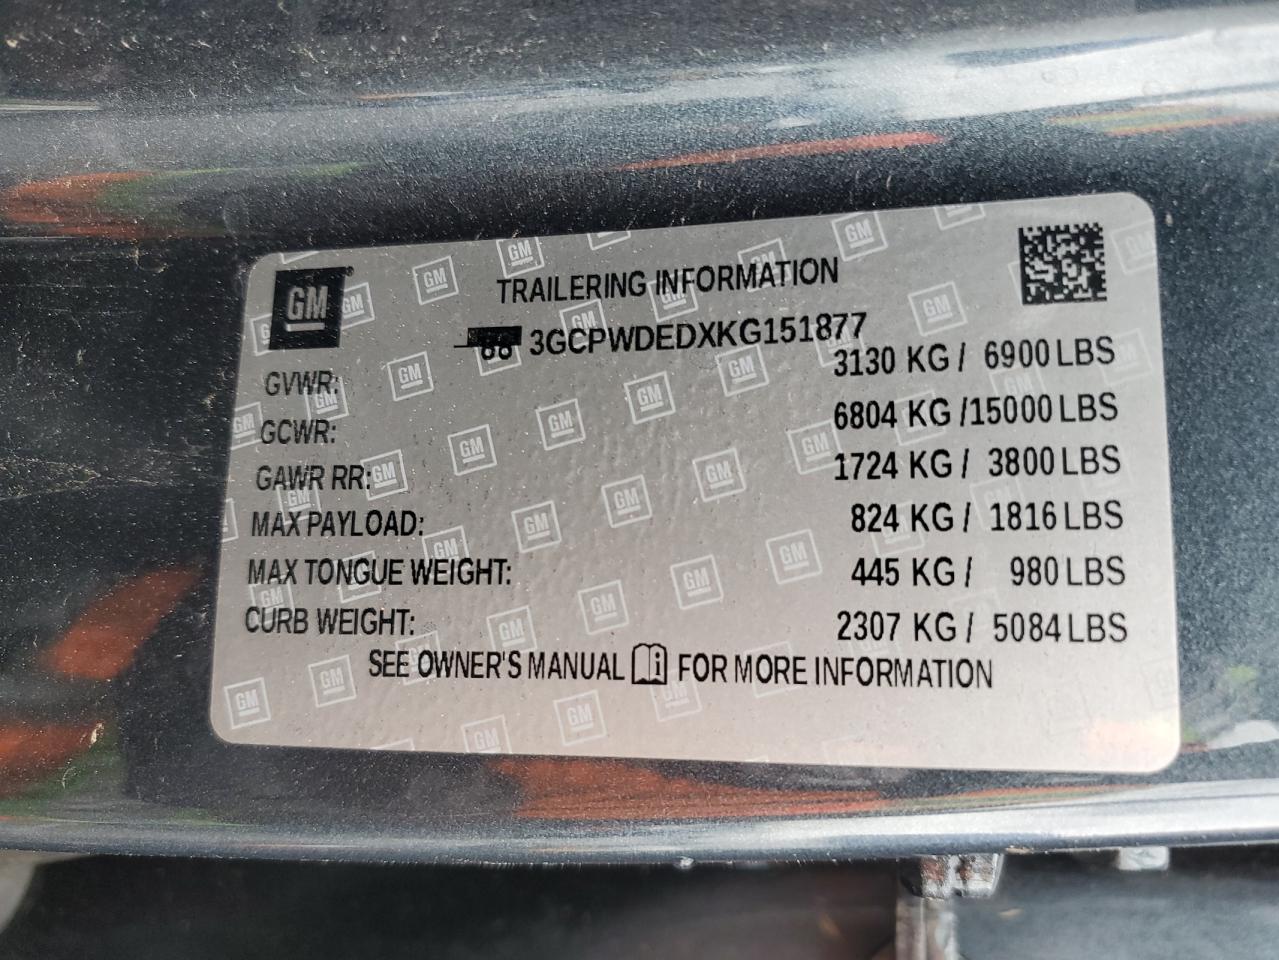 GM
TRAILERING INFORMATION
3GCPWDEDXKG151877
GVWR: 3130 KG / 6900 LBS
GCWR: 6804 KG /15000 LBS
GAWR RR: 1724 KG / 3800 LBS
MAX PAYLOAD: 824 KG / 1816 LBS
MAX TONGUE WEIGHT: 445 KG / 980 LBS
CURB WEIGHT: 2307 KG / 5084 LBS
SEE OWNER'S MANUAL FOR MORE INFORMATION